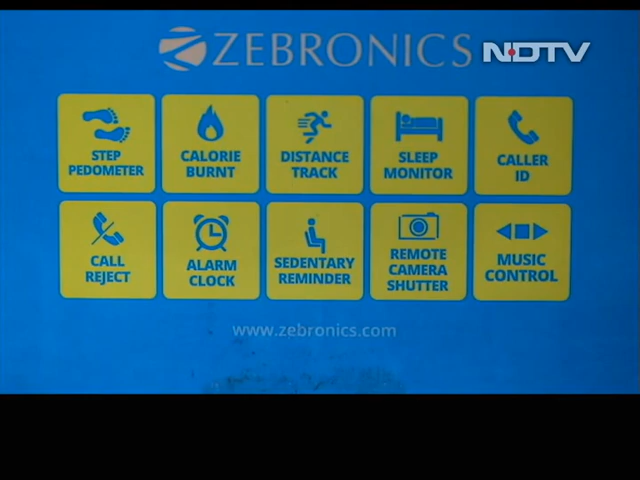 ZEBRONICS
NDTV
STEP
PEDOMETER
CALORIE
BURNT
DISTANCE
TRACK
SLEEP
MONITOR
CALLER
ID
CALL
REJECT
ALARM
CLOCK
SEDENTARY
REMINDER
REMOTE
CAMERA
SHUTTER
MUSIC
CONTROL
www.zebronics.com